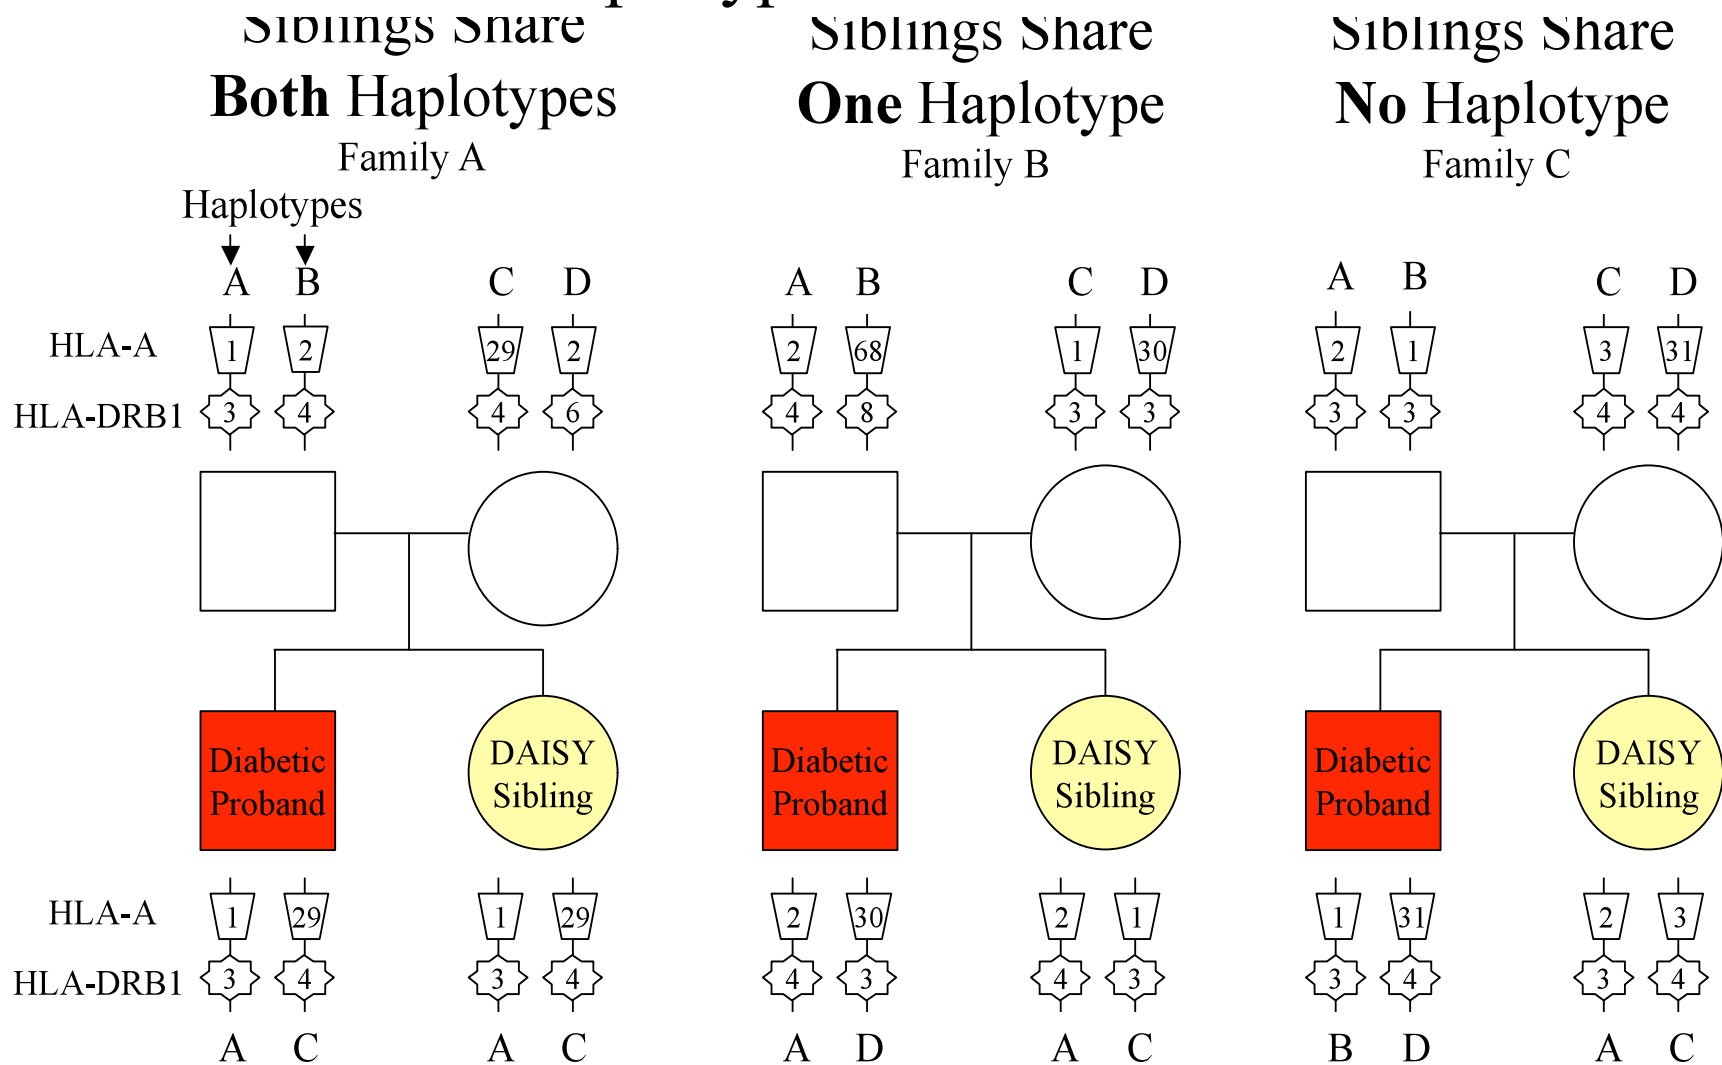 Siblings Share
Both Haplotypes
Family A
Siblings Share
One Haplotype
Family B
Siblings Share
No Haplotype
Family C
Haplotypes
A B C D A B C D A B C D
HLA-A 1 2 29 2 2 68 1 30 2 1 3 31
HLA-DRB1 3 4 4 6 4 8 3 3 3 3 4 4
Diabetic
Proband
DAISY
Sibling
Diabetic
Proband
DAISY
Sibling
Diabetic
Proband
DAISY
Sibling
HLA-A 1 29 1 29 2 30 2 1 1 31 2 3
HLA-DRB1 3 4 3 4 4 3 4 3 3 4 3 4
A C A C A D A C B D A C